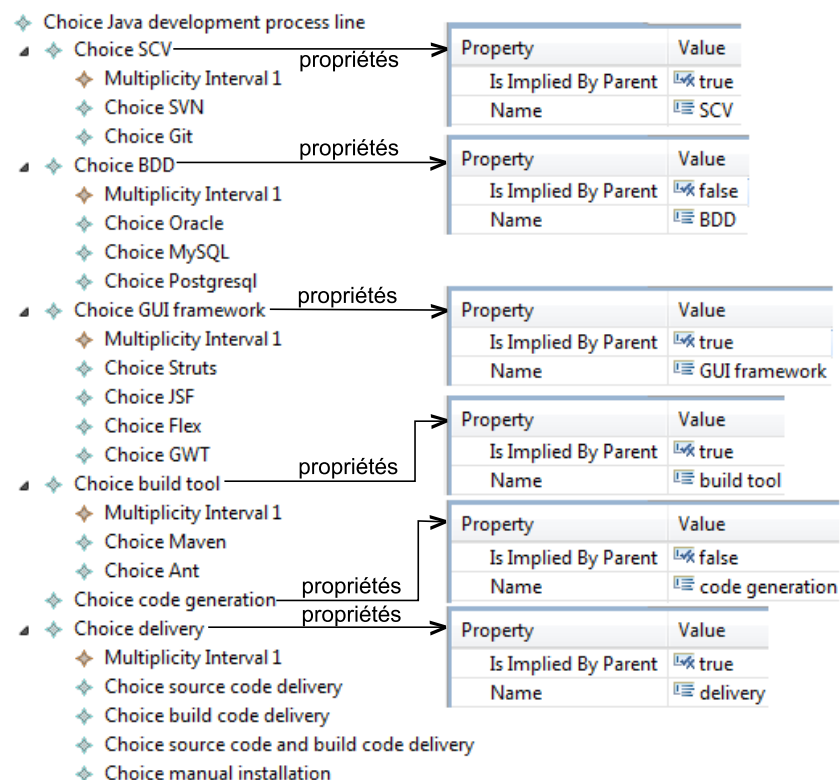 Choice Java development process line
Choice SCV
Multiplicity Interval 1
Choice SVN
Choice Git
Choice BDD
Multiplicity Interval 1
Choice Oracle
Choice MySQL
Choice Postgresql
Choice GUI framework
Multiplicity Interval 1
Choice Struts
Choice JSF
Choice Flex
Choice GWT
Choice build tool
Multiplicity Interval 1
Choice Maven
Choice Ant
Choice code generation
Choice delivery
Multiplicity Interval 1
Choice source code delivery
Choice build code delivery
Choice source code and build code delivery
Choice manual installation
propriétés
Property Value
Is Implied By Parent true
Name SCV
propriétés
Property Value
Is Implied By Parent false
Name BDD
propriétés
Property Value
Is Implied By Parent true
Name GUI framework
propriétés
Property Value
Is Implied By Parent true
Name build tool
propriétés
Property Value
Is Implied By Parent false
Name code generation
propriétés
Property Value
Is Implied By Parent true
Name delivery